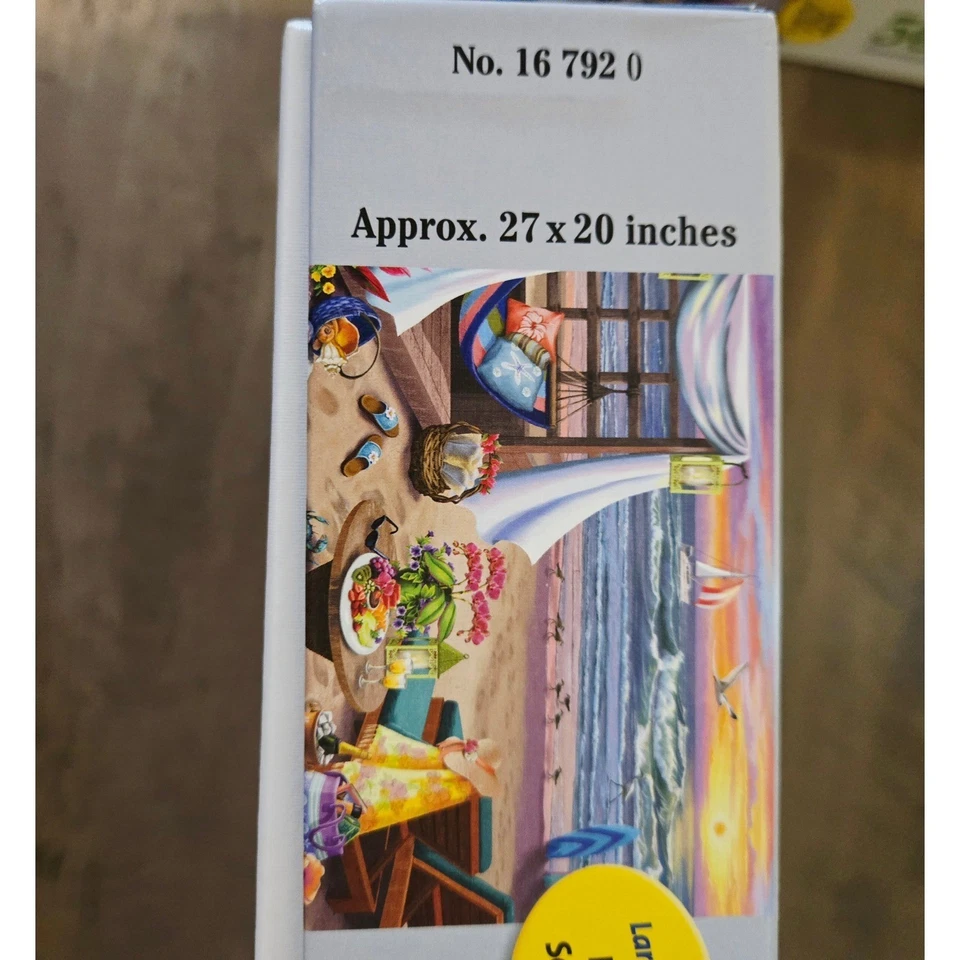 No. 16 792 0
Approx. 27 x 20 inches